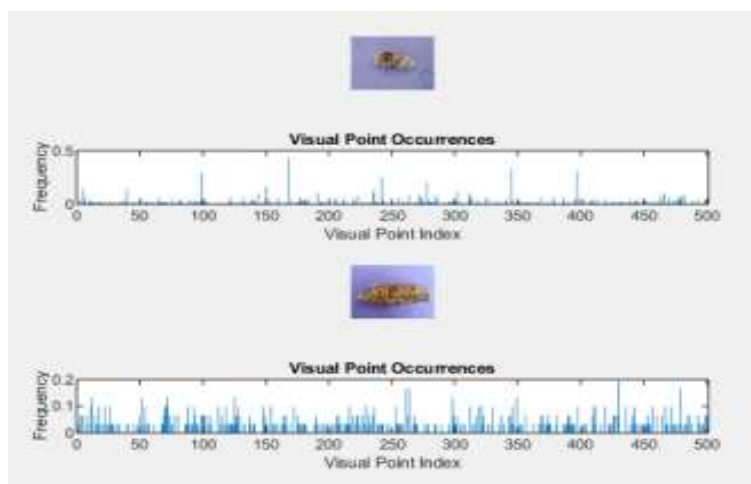 Visual Point Occurrences
0.5
0
Frequency
0 50 100 150 200 250 300 350 400 450 500
Visual Point Index
Visual Point Occurrences
0.2
0.1
0
Frequency
0 50 100 150 200 250 300 350 400 450 500
Visual Point Index